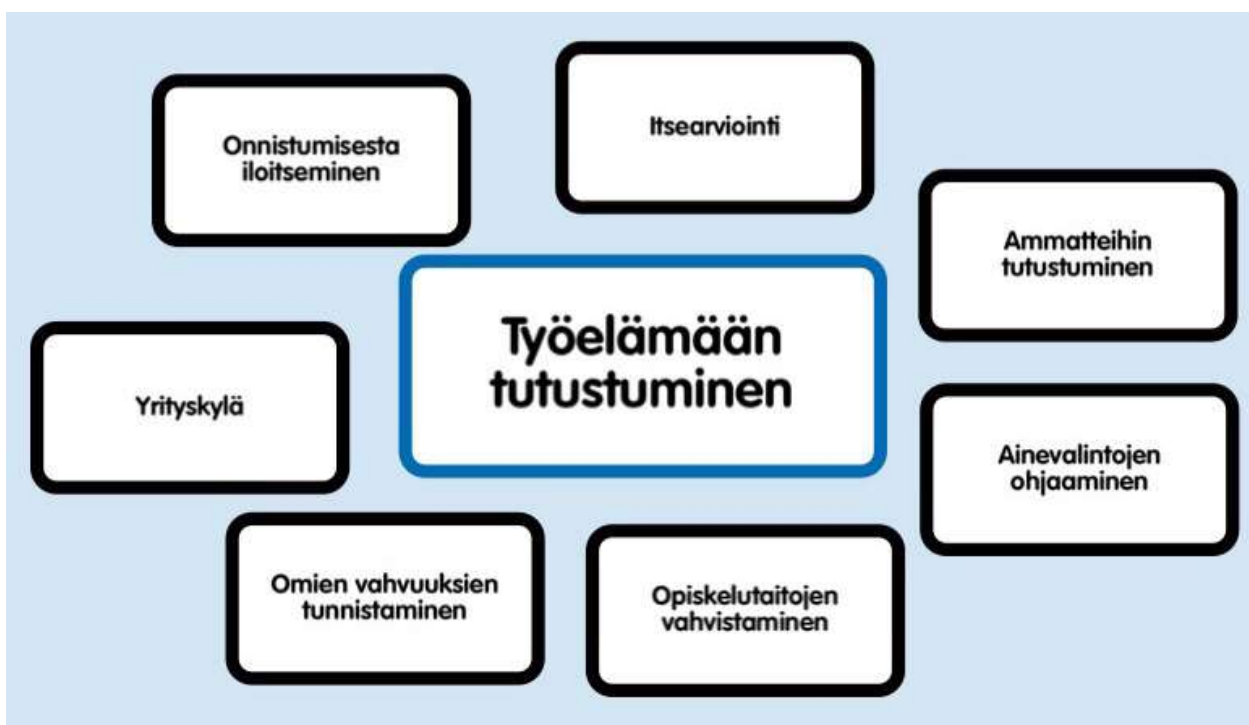 Onnistumisesta
iloitseminen
Itsearviointi
Ammatteihin
tutustuminen
Työelämään
tutustuminen
Yrityskylä
Ainevalintojen
ohjaaminen
Omien vahvuuksien
tunnistaminen
Opiskelutaitojen
vahvistaminen